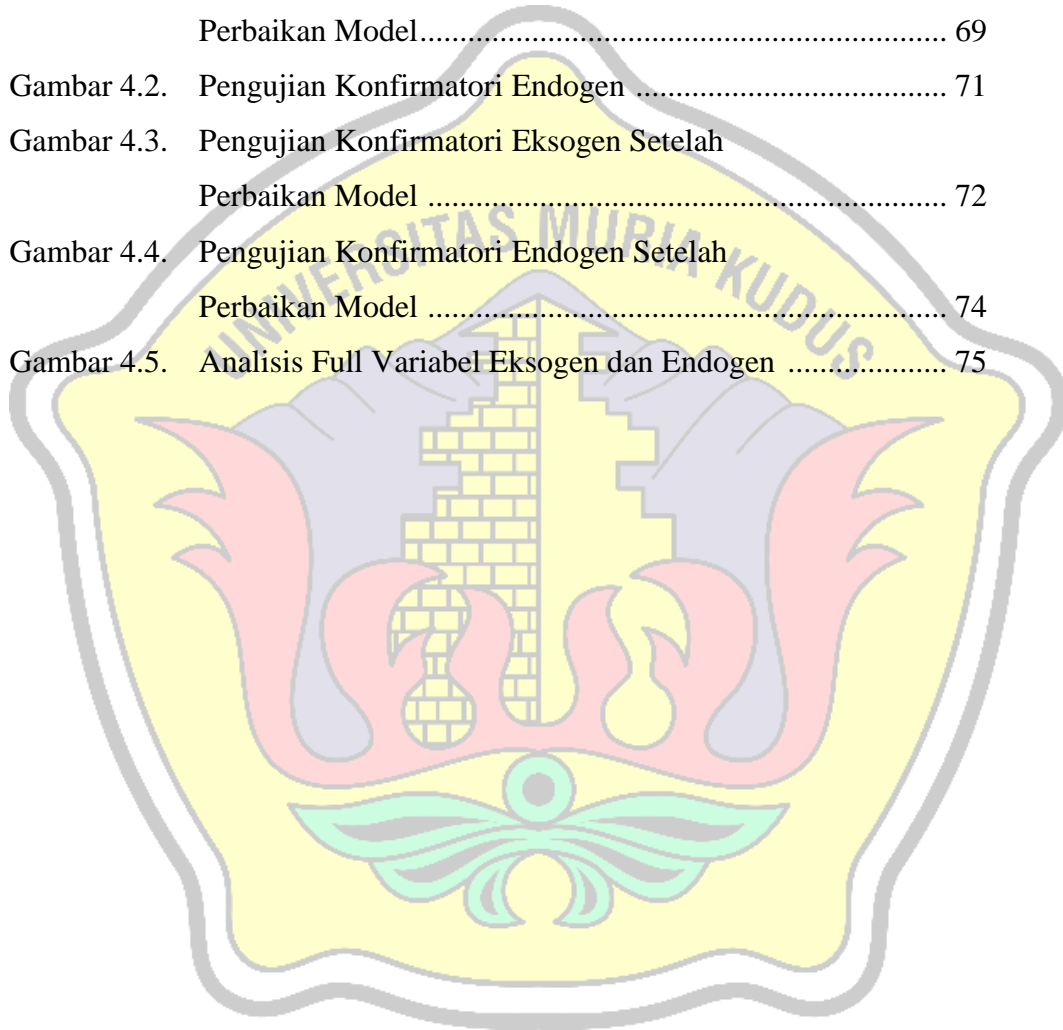 Perbaikan Model.............................................................. 69
Gambar 4.2. Pengujian Konfirmatori Endogen .................................... 71
Gambar 4.3. Pengujian Konfirmatori Eksogen Setelah
Perbaikan Model ............................................................. 72
Gambar 4.4. Pengujian Konfirmatori Endogen Setelah
Perbaikan Model ............................................................. 74
Gambar 4.5. Analisis Full Variabel Eksogen dan Endogen ................... 75
UNIVERSITAS MURIA KUDUS